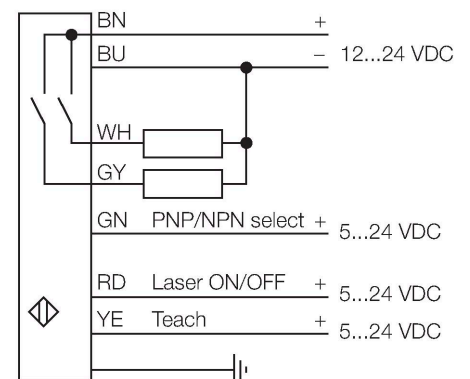 BN +
BU − 12...24 VDC
WH
GY
GN PNP/NPN select + 5...24 VDC
RD Laser ON/OFF + 5...24 VDC
YE Teach + 5...24 VDC